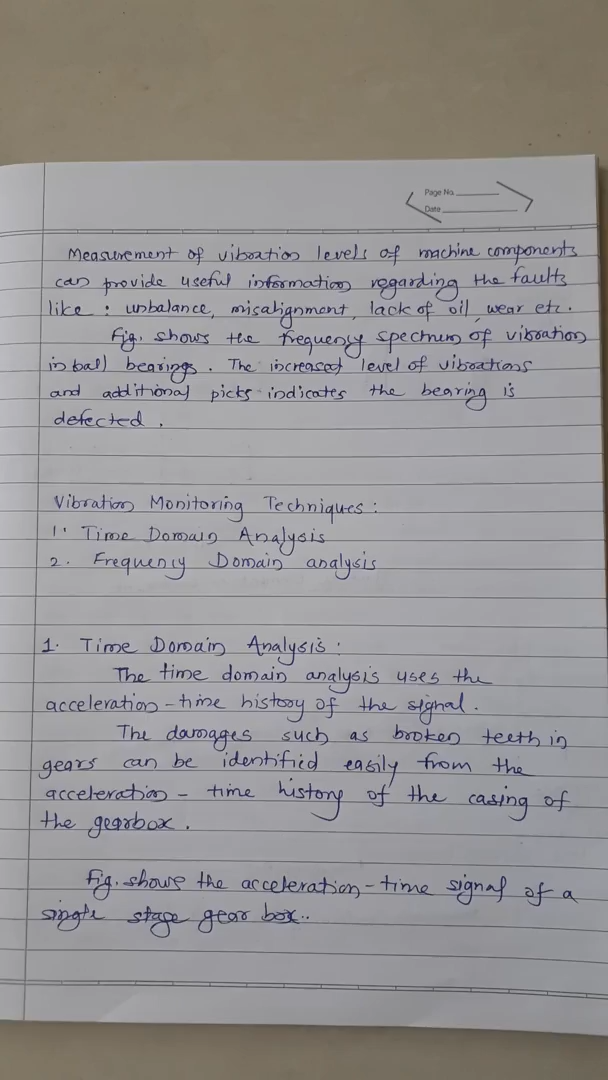 Page No.
Date
Measurement of vibration levels of machine components
can provide useful information regarding the faults
like : unbalance, misalignment, lack of oil, wear etc.
Fig. shows the frequency spectrum of vibration
in ball bearings. The increased level of vibrations
and additional picks indicates the bearing is
defected.
Vibration Monitoring Techniques :
1. Time Domain Analysis
2. Frequency Domain analysis
1. Time Domain Analysis :
The time domain analysis uses the
acceleration - time history of the signal.
The damages such as broken teeth in
gears can be identified easily from the
acceleration - time history of the casing of
the gearbox.
Fig. shows the acceleration - time signal of a
single stage gear box..